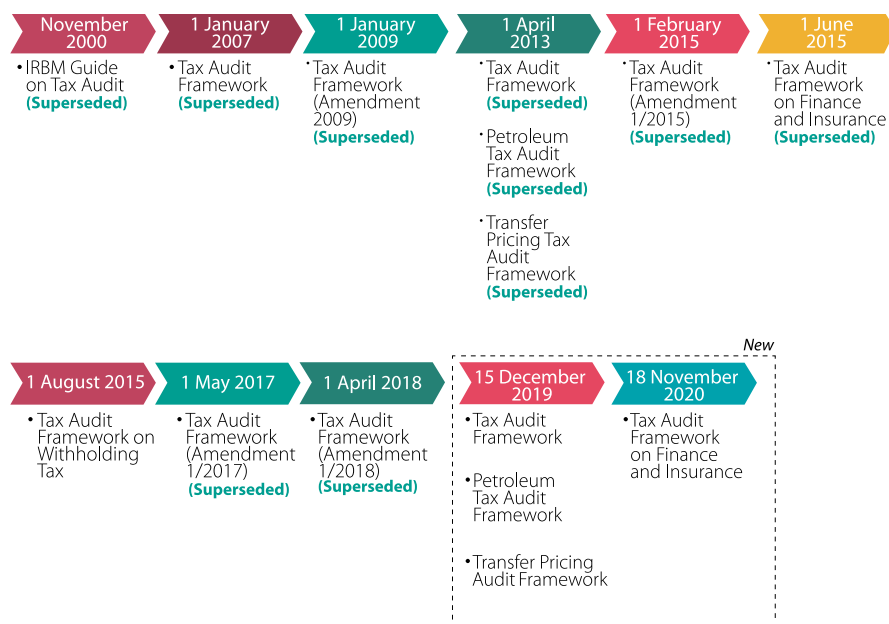 November
2000
• IRBM Guide
on Tax Audit
(Superseded)
1 January
2007
• Tax Audit
Framework
(Superseded)
1 January
2009
• Tax Audit
Framework
(Amendment
2009)
(Superseded)
1 April
2013
• Tax Audit
Framework
(Superseded)
• Petroleum
Tax Audit
Framework
(Superseded)
• Transfer
Pricing Tax
Audit
Framework
(Superseded)
1 February
2015
• Tax Audit
Framework
(Amendment
1/2015)
(Superseded)
1 June
2015
• Tax Audit
Framework
on Finance
and Insurance
(Superseded)
1 August 2015
• Tax Audit
Framework on
Withholding
Tax
1 May 2017
• Tax Audit
Framework
(Amendment
1/2017)
(Superseded)
1 April 2018
• Tax Audit
Framework
(Amendment
1/2018)
(Superseded)
New
15 December
2019
• Tax Audit
Framework
• Petroleum
Tax Audit
Framework
• Transfer Pricing
Audit Framework
18 November
2020
• Tax Audit
Framework
on Finance
and Insurance